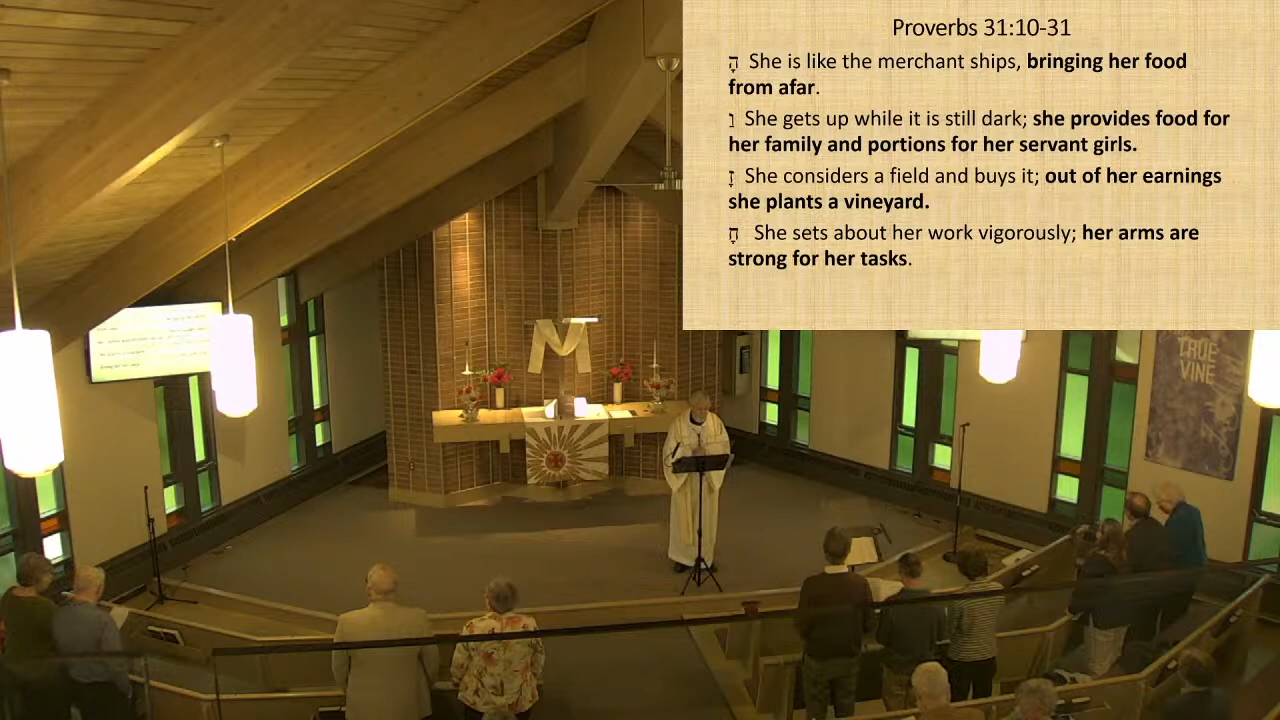 Proverbs 31:10-31
הָ She is like the merchant ships, bringing her food
from afar.
וַ She gets up while it is still dark; she provides food for
her family and portions for her servant girls.
זָ She considers a field and buys it; out of her earnings
she plants a vineyard.
חָ She sets about her work vigorously; her arms are
strong for her tasks.
TRUE
VINE